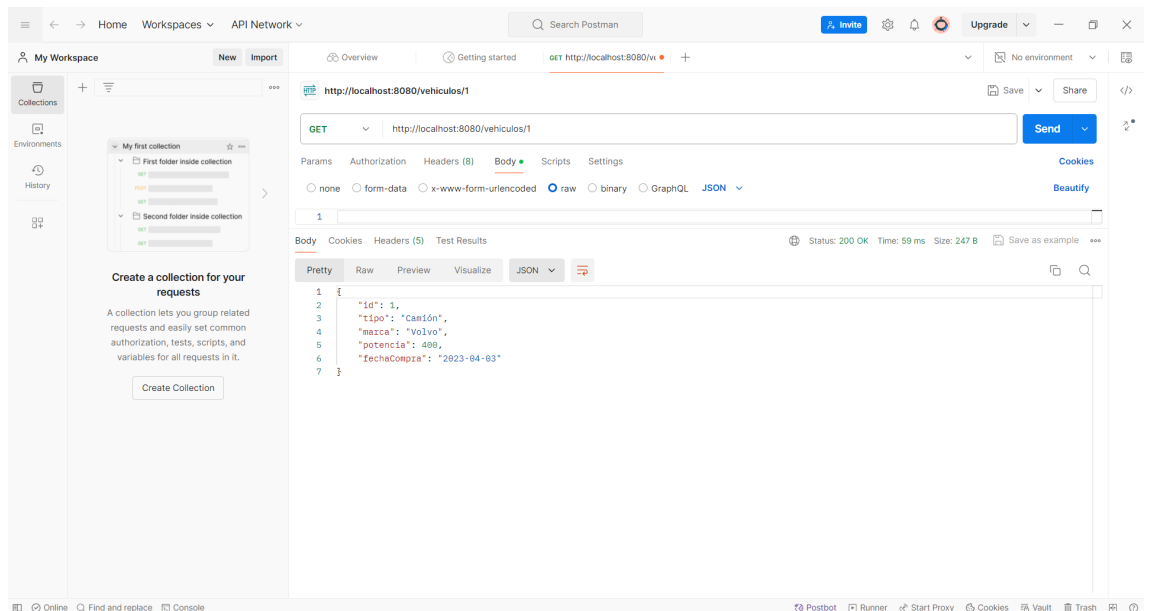 Home Workspaces API Network Search Postman Invite Upgrade
My Workspace New Import Overview Getting started GET http://localhost:8080/ve No environment
Collections
Environments
History
My first collection
First folder inside collection
GET
POST
GET
Second folder inside collection
GET
GET
Create a collection for your
requests
A collection lets you group related
requests and easily set common
authorization, tests, scripts, and
variables for all requests in it.
Create Collection
HTTP http://localhost:8080/vehiculos/1 Save Share
GET http://localhost:8080/vehiculos/1 Send
Params Authorization Headers (8) Body Scripts Settings Cookies
none form-data x-www-form-urlencoded raw binary GraphQL JSON Beautify
1
Body Cookies Headers (5) Test Results Status: 200 OK Time: 59 ms Size: 247 B Save as example
Pretty Raw Preview Visualize JSON
1 {
2 "id": 1,
3 "tipo": "Camión",
4 "marca": "Volvo",
5 "potencia": 400,
6 "fechaCompra": "2023-04-03"
7 }
Online Find and replace Console Postbot Runner Start Proxy Cookies Vault Trash